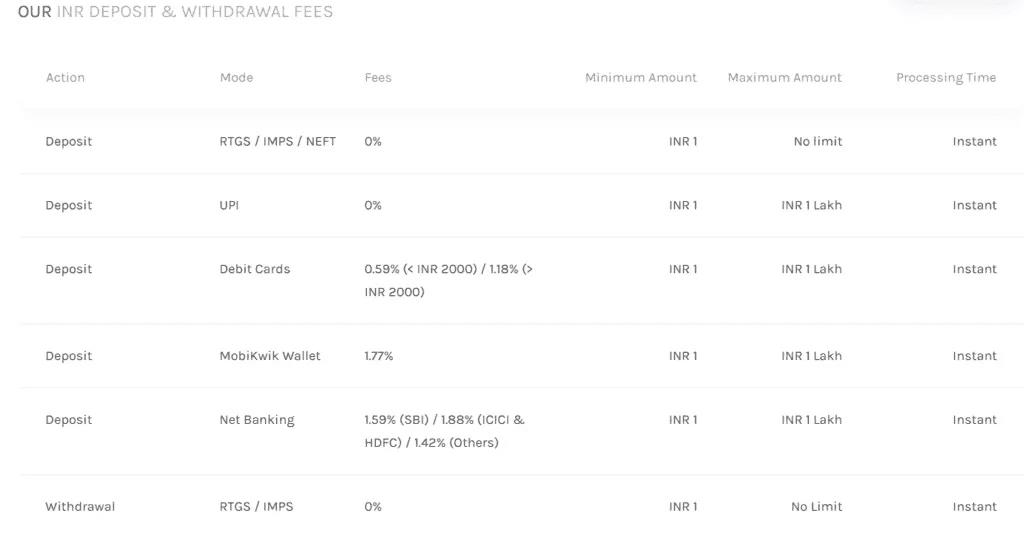 OUR INR DEPOSIT & WITHDRAWAL FEES
Action Mode Fees Minimum Amount Maximum Amount Processing Time
Deposit RTGS / IMPS / NEFT 0% INR 1 No limit Instant
Deposit UPI 0% INR 1 INR 1 Lakh Instant
Deposit Debit Cards 0.59% (< INR 2000) / 1.18% (> INR 1 INR 1 Lakh Instant
INR 2000)
Deposit MobiKwik Wallet 1.77% INR 1 INR 1 Lakh Instant
Deposit Net Banking 1.59% (SBI) / 1.88% (ICICI & INR 1 INR 1 Lakh Instant
HDFC) / 1.42% (Others)
Withdrawal RTGS / IMPS 0% INR 1 No Limit Instant